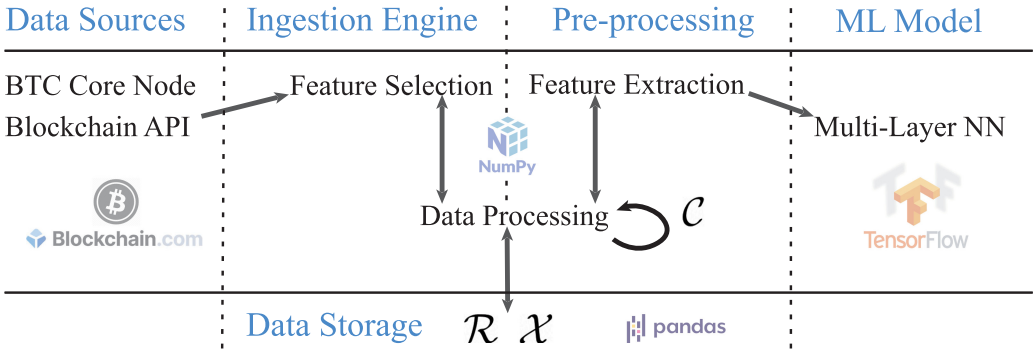 Data Sources
Ingestion Engine
Pre-processing
ML Model
BTC Core Node
Blockchain API
Feature Selection
Feature Extraction
Multi-Layer NN
NumPy
Data Processing
𝒞
Blockchain.com
TensorFlow
Data Storage
ℛ 𝒳
pandas